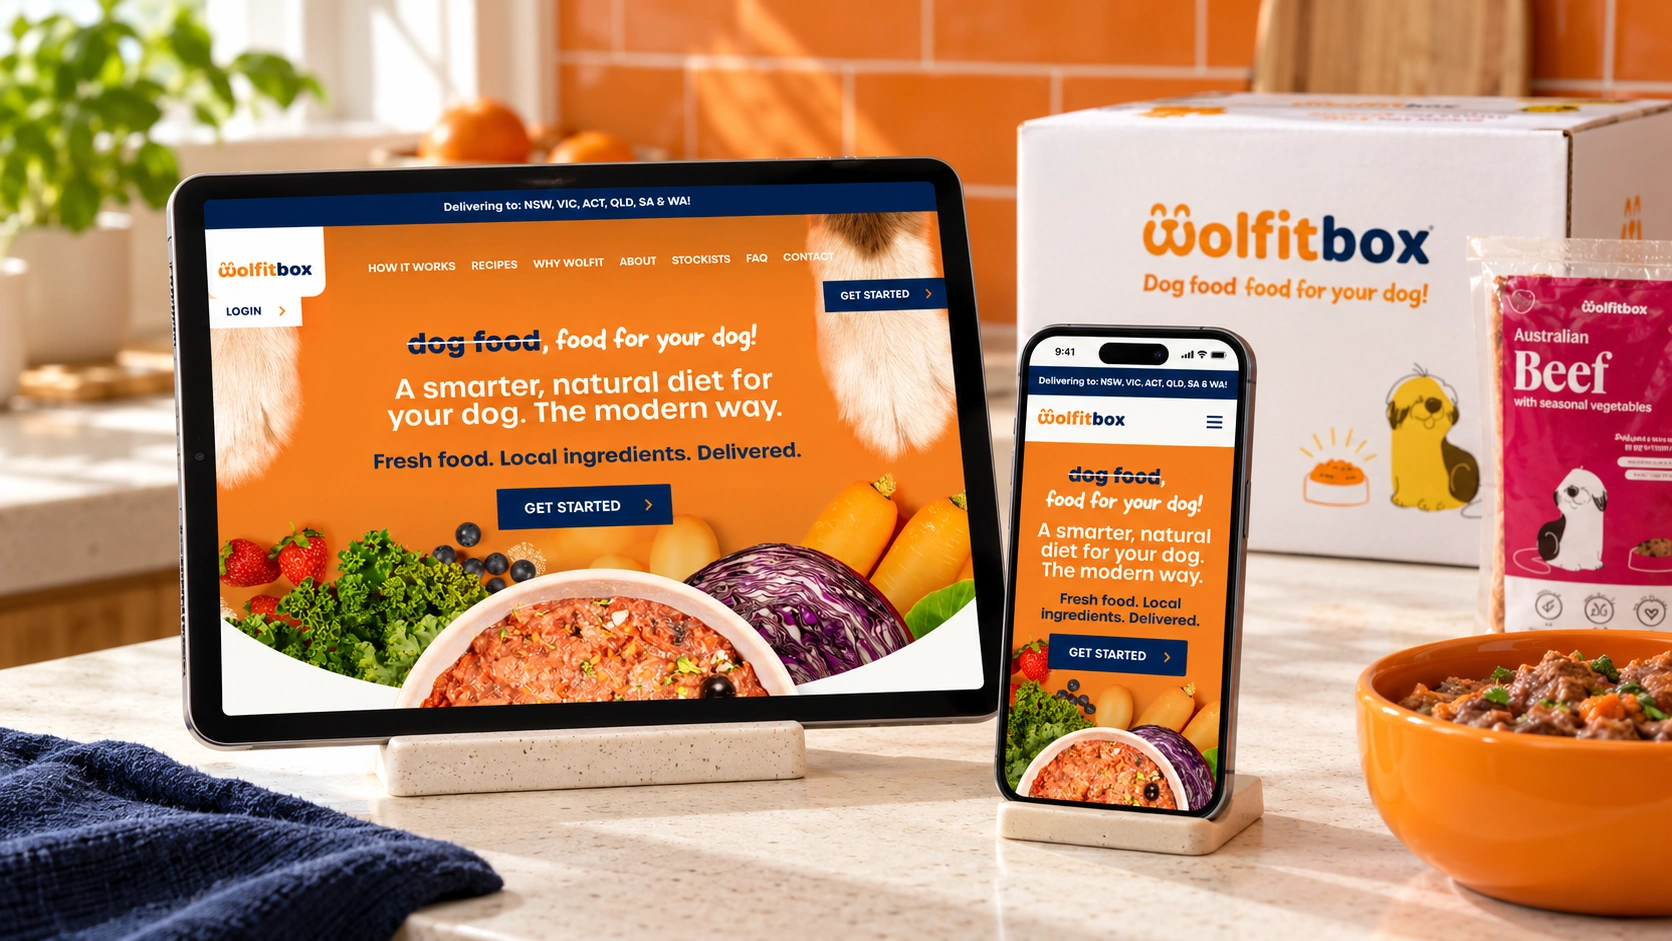 Delivering to: NSW, VIC, ACT, QLD, SA & WA!
wolfitbox
HOW IT WORKS RECIPES WHY WOLFIT ABOUT STOCKISTS FAQ CONTACT
LOGIN
GET STARTED
dog food, food for your dog!
A smarter, natural diet for
your dog. The modern way.
Fresh food. Local ingredients. Delivered.
GET STARTED
9:41
Delivering to: NSW, VIC, ACT, QLD, SA & WA!
wolfitbox
dog food,
food for your dog!
A smarter, natural
diet for your dog.
The modern way.
Fresh food. Local
ingredients. Delivered.
GET STARTED
wolfitbox
wolfitbox
Dog food food for your dog!
wolfitbox
Australian
Beef
with seasonal vegetables